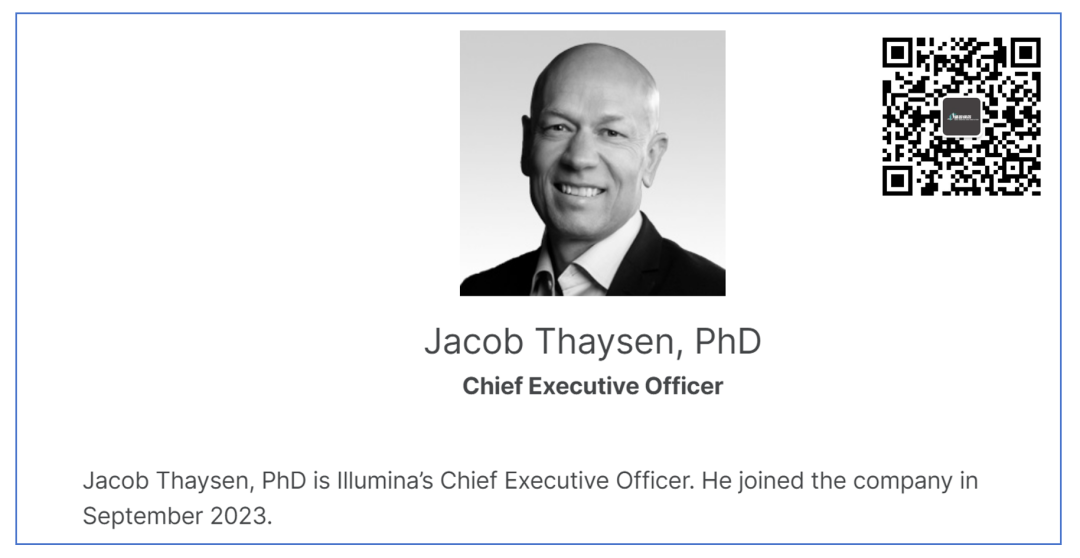 Jacob Thaysen, PhD
Chief Executive Officer
Jacob Thaysen, PhD is Illumina’s Chief Executive Officer. He joined the company in
September 2023.